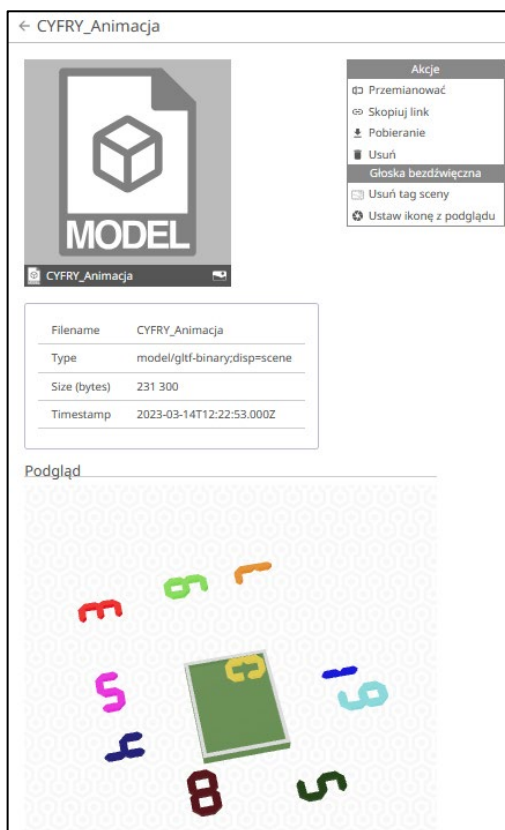 ← CYFRY_Animacja
MODEL
CYFRY_Animacja
Akcje
Przemianować
Skopiuj link
Pobieranie
Usuń
Głoska bezdźwięczna
Usuń tag sceny
Ustaw ikonę z podglądu
Filename CYFRY_Animacja
Type model/gltf-binary;disp=scene
Size (bytes) 231 300
Timestamp 2023-03-14T12:22:53.000Z
Podgląd